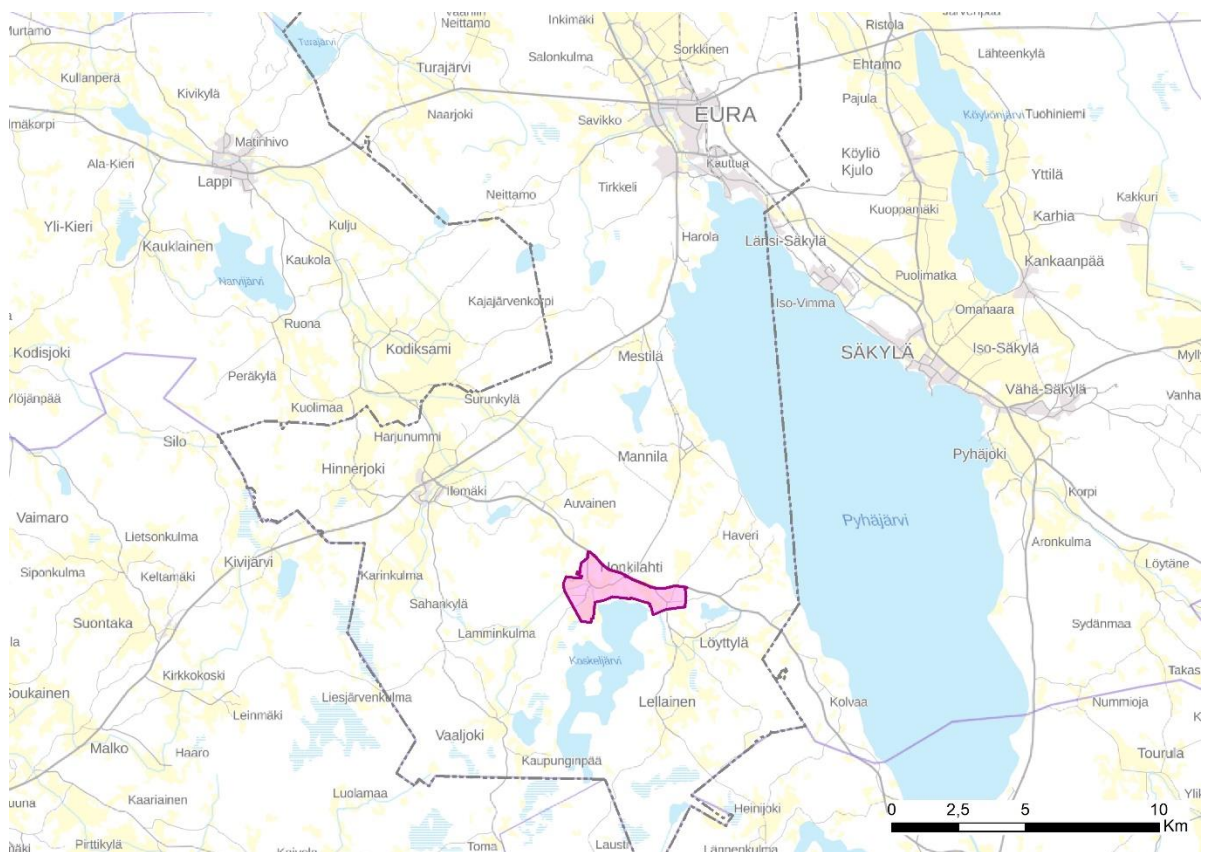 Neittamo
Inkimäki
Järvenpää
Ristola
Murtamo
Turajärvi
Turajärvi
Salonkulma
Sorkkinen
Ehtamo
Lähteenkylä
Kullanperä
Kivikylä
Naarjoki
Savikko
EURA
Pajula
Köyliönjärvi
Tuohiniemi
Matinhivo
Ala-Kieri
Lappi
Kauttua
Köyliö
Kjulo
Yttilä
Neittamo
Tirkkeli
Kakkuri
Yli-Kieri
Kulju
Kuoppamäki
Karhia
Kauklainen
Harola
Länsi-Säkylä
Kaukola
Puolimatka
Kankaanpää
Narvijärvi
Kajajärvenkorpi
Iso-Vimma
Omahaara
Ruona
Kodisjoki
Kodiksami
Mestilä
SÄKYLÄ
Iso-Säkylä
Peräkylä
Vähä-Säkylä
Kuolimaa
Surunkylä
Silo
Harjunummi
Mannila
Pyhäjoki
Hinnerjoki
Ilomäki
Auvainen
Korpi
Vaimaro
Lietsonkulma
Pyhäjärvi
Haveri
Aronkulma
Kivijärvi
Löytäne
Siponkulma
Keltamäki
Karinkulma
Honkilahti
Sahankylä
Suontaka
Lamminkulma
Löyttylä
Sydänmaa
Koskeljärvi
Kirkkokoski
Liesjärvenkulma
Lellainen
Kolvaa
Nummioja
Leinmäki
Malko
Haaro
Vaaljoki
Kaupunginpää
Tourula
Kaariainen
Luolamaa
Heinijoki
0 2,5 5 10
Km
Pirttikylä
Toma
Lausti
Lännenkulma